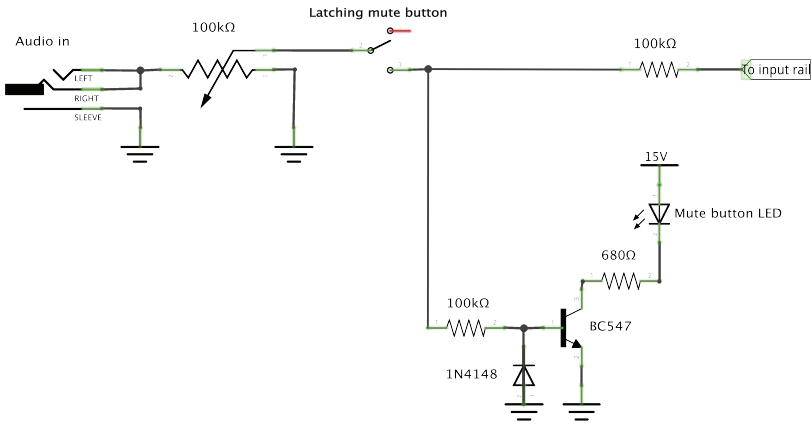 Latching mute button
100kΩ
Audio in
100kΩ
LEFT
To input rail
RIGHT
SLEEVE
15V
Mute button LED
680Ω
100kΩ
BC547
1N4148